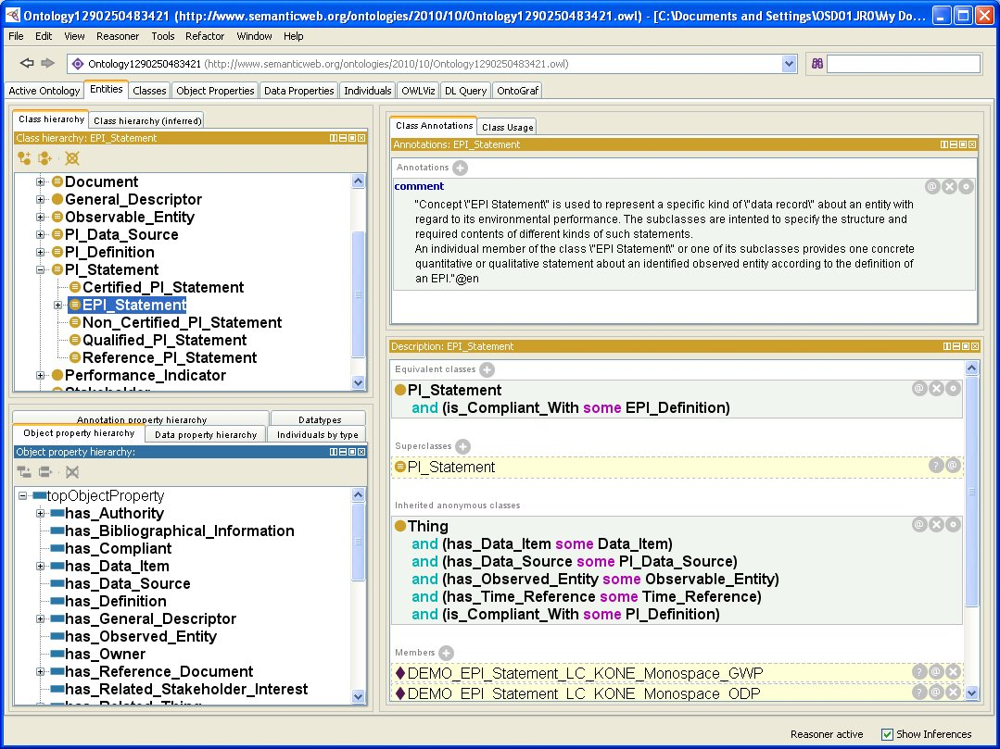 Ontology1290250483421 (http://www.semanticweb.org/ontologies/2010/10/Ontology1290250483421.owl) - [C:\Documents and Settings\OSD01JR0\My Do...
File Edit View Reasoner Tools Refactor Window Help
Ontology1290250483421 (http://www.semanticweb.org/ontologies/2010/10/Ontology1290250483421.owl)
Active Ontology Entities Classes Object Properties Data Properties Individuals OWLViz DL Query OntoGraf
Class hierarchy Class hierarchy (inferred)
Class hierarchy: EPI_Statement
Document
General_Descriptor
Observable_Entity
PI_Data_Source
PI_Definition
PI_Statement
Certified_PI_Statement
EPI_Statement
Non_Certified_PI_Statement
Qualified_PI_Statement
Reference_PI_Statement
Performance_Indicator
Stakeholder
Annotation property hierarchy Datatypes
Object property hierarchy Data property hierarchy Individuals by type
Object property hierarchy:
topObjectProperty
has_Authority
has_Bibliographical_Information
has_Compliant
has_Data_Item
has_Data_Source
has_Definition
has_General_Descriptor
has_Observed_Entity
has_Owner
has_Reference_Document
has_Related_Stakeholder_Interest
has_Related_Thing
Class Annotations Class Usage
Annotations: EPI_Statement
Annotations
comment
"Concept \"EPI Statement\" is used to represent a specific kind of \"data record\" about an entity with
regard to its environmental performance. The subclasses are intented to specify the structure and
required contents of different kinds of such statements.
An individual member of the class \"EPI Statement\" or one of its subclasses provides one concrete
quantitative or qualitative statement about an identified observed entity according to the definition of
an EPI."@en
Description: EPI_Statement
Equivalent classes
PI_Statement
and (is_Compliant_With some EPI_Definition)
Superclasses
PI_Statement
Inherited anonymous classes
Thing
and (has_Data_Item some Data_Item)
and (has_Data_Source some PI_Data_Source)
and (has_Observed_Entity some Observable_Entity)
and (has_Time_Reference some Time_Reference)
and (is_Compliant_With some PI_Definition)
Members
DEMO_EPI_Statement_LC_KONE_Monospace_GWP
DEMO_EPI_Statement_LC_KONE_Monospace_ODP
Reasoner active Show Inferences